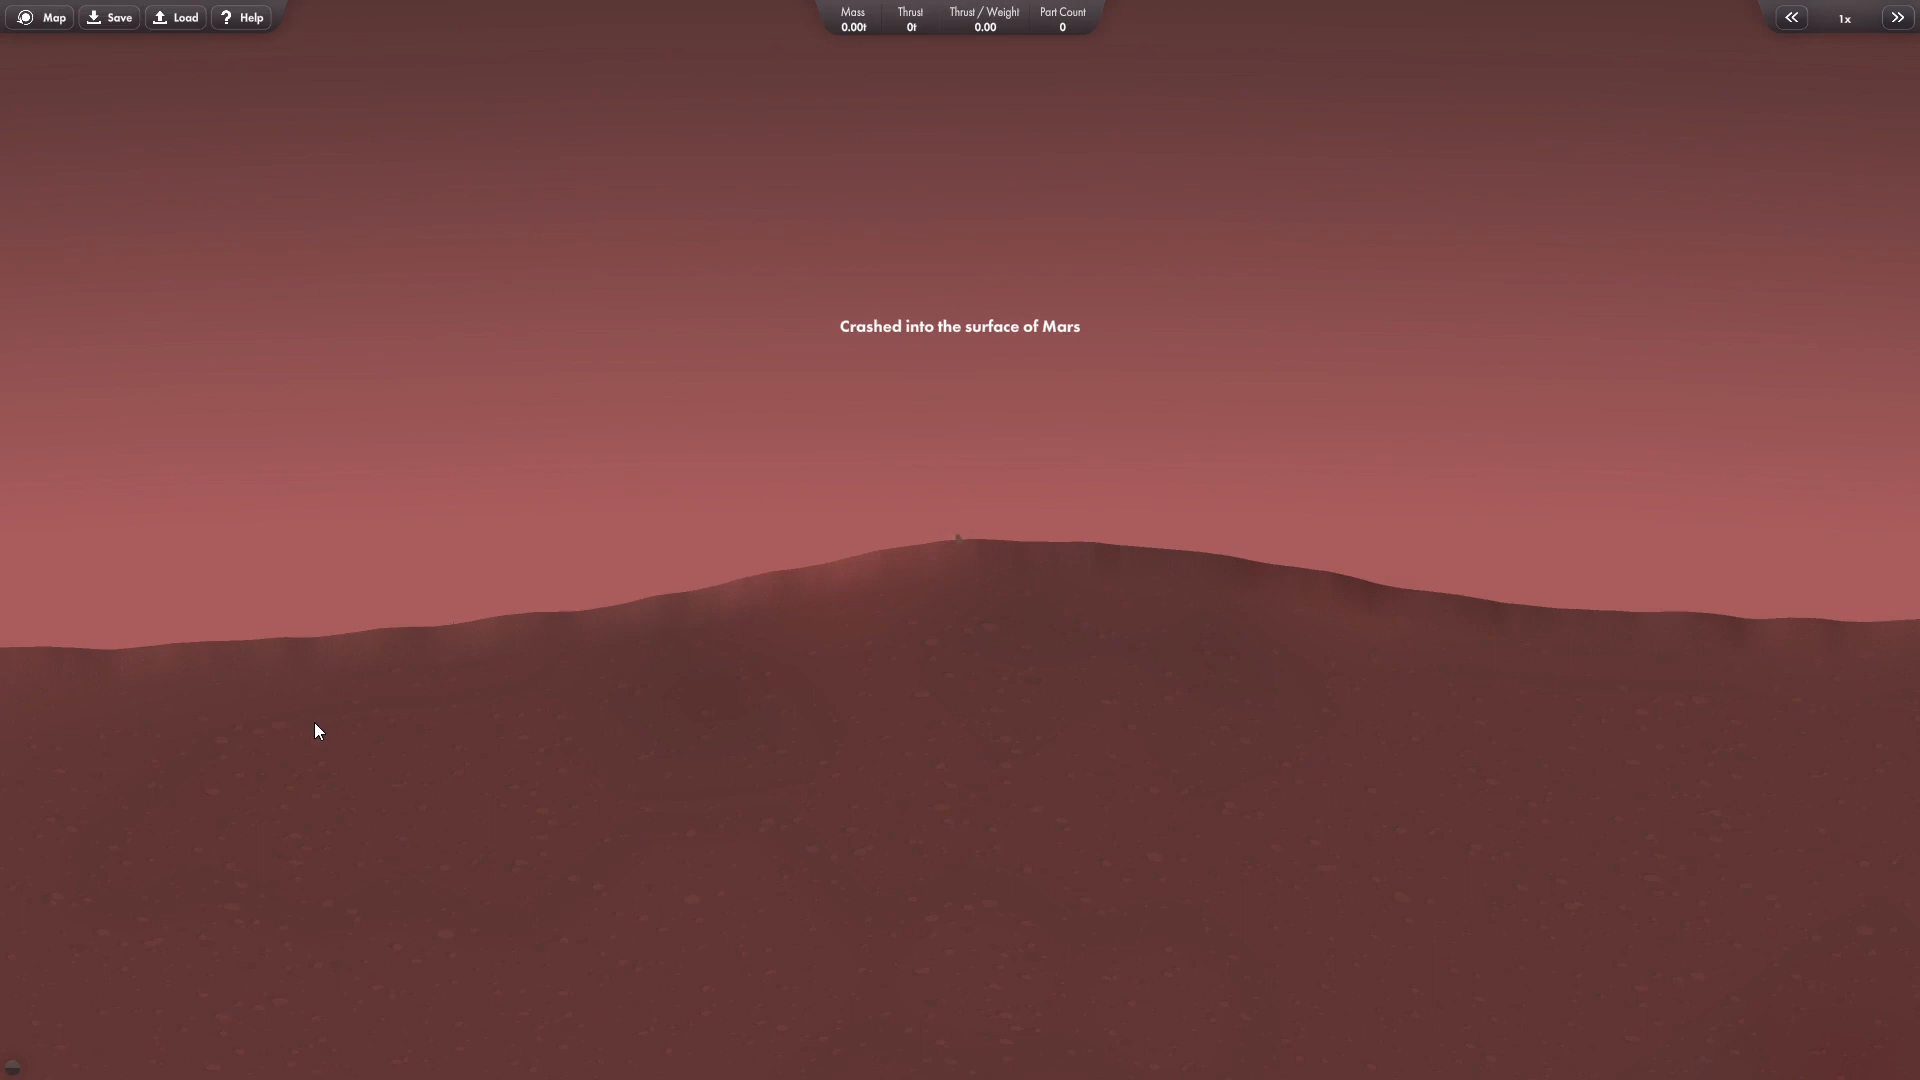 Map Save Load ? Help
Mass Thrust Thrust / Weight Part Count
0.00t 0t 0.00 0
1x
Crashed into the surface of Mars